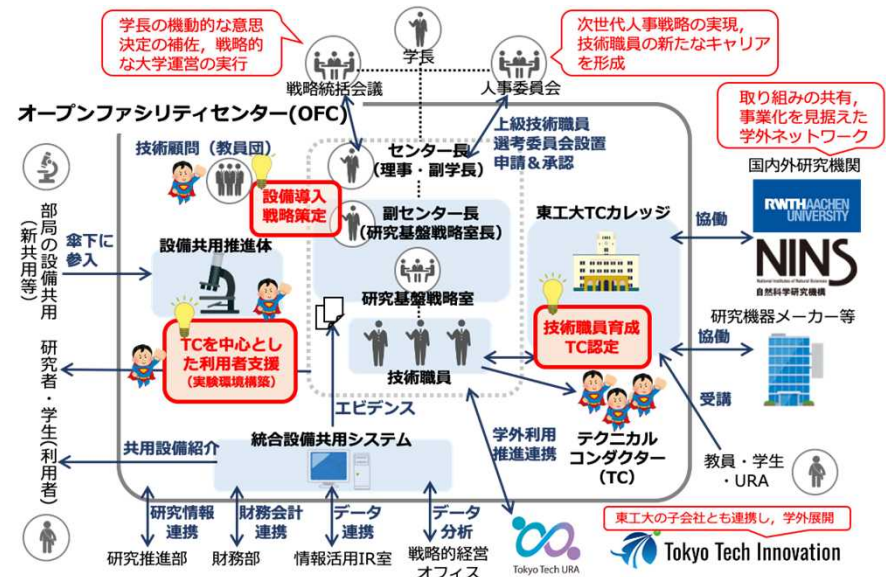 学長の機動的な意思
決定の補佐，戦略的
な大学運営の実行
学長
次世代人事戦略の実現，
技術職員の新たなキャリア
を形成
戦略統括会議
人事委員会
オープンファシリティセンター(OFC)
取り組みの共有，
事業化を見据えた
学外ネットワーク
技術顧問（教員団）
センター長
(理事・副学長)
上級技術職員
選考委員会設置
申請＆承認
国内外研究機関
RWTHAACHEN
UNIVERSITY
設備導入
戦略策定
部局の設備共用
(新共用等)
傘下に
参入
設備共用推進体
副センター長
(研究基盤戦略室長)
東工大TCカレッジ
協働
NINS
National Institutes of Natural Sciences
自然科学研究機構
研究基盤戦略室
研究機器メーカー等
TCを中心とし
た利用者支援
(実験環境構築)
技術職員育成
TC認定
協働
技術職員
研究者・学生(利用者)
エビデンス
受講
共用設備紹介
統合設備共用システム
学外利用
推進連携
テクニカル
コンダクター
(TC)
教員・学生
・URA
研究情報
連携
財務会計
連携
データ
連携
データ
分析
東工大の子会社とも連携し，学外展開
研究推進部
財務部
情報活用IR室
戦略的経営
オフィス
Tokyo Tech URA
Tokyo Tech Innovation